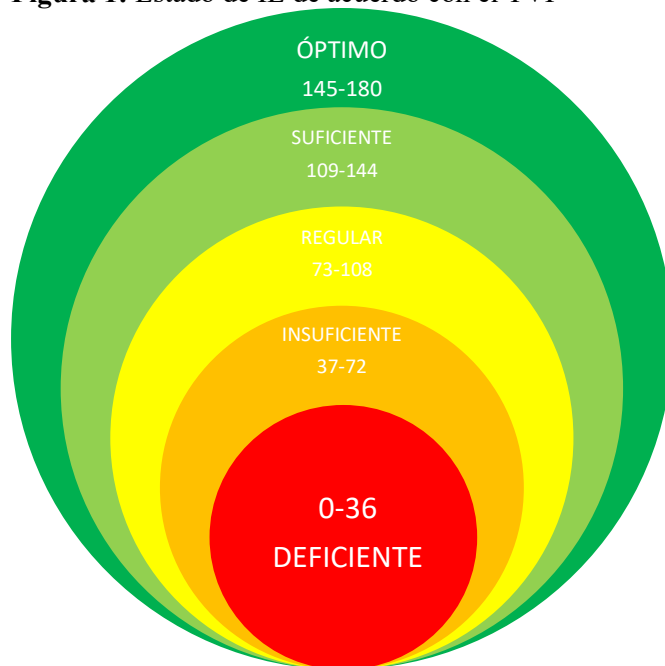 ÓPTIMO
145-180
SUFICIENTE
109-144
REGULAR
73-108
INSUFICIENTE
37-72
0-36
DEFICIENTE